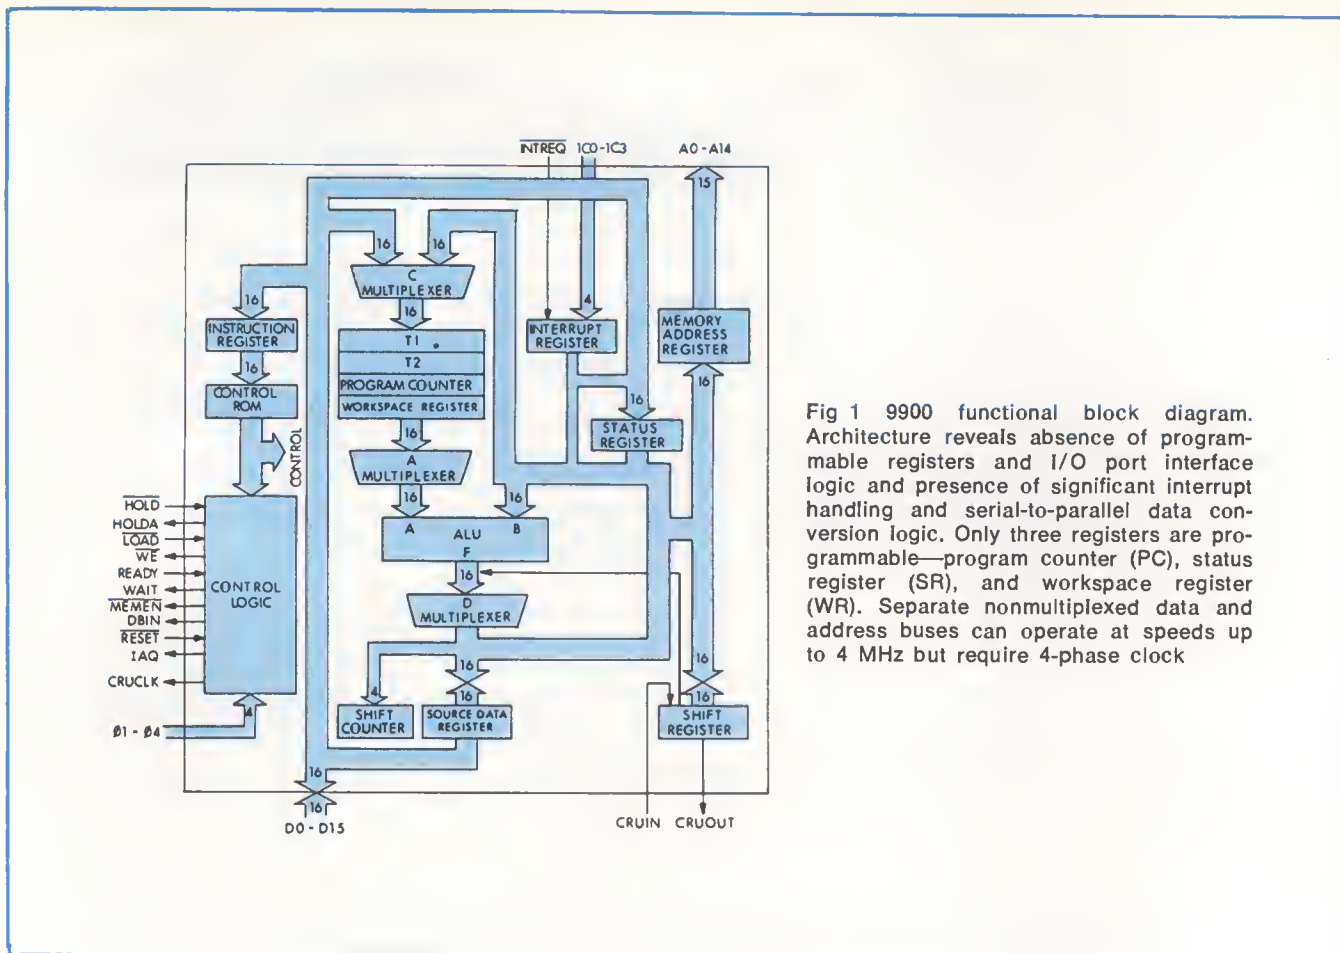 INTREQ IC0-IC3 A0-A14
15
16 16
C
MULTIPLEXER
16
16
INSTRUCTION
REGISTER
16
CONTROL
ROM
CONTROL
T1
T2
PROGRAM COUNTER
WORKSPACE REGISTER
4
INTERRUPT
REGISTER
MEMORY
ADDRESS
REGISTER
16
16
STATUS
REGISTER
16
A
MULTIPLEXER
16 16
A B
ALU
F
16
D
MULTIPLEXER
HOLD
HOLDA
LOAD
WE
READY
WAIT
MEMEN
DBIN
RESET
IAQ
CRUCLK
Ø1 - Ø4
CONTROL
LOGIC
4
16
4 16
SHIFT
COUNTER
SOURCE DATA
REGISTER
16
16
SHIFT
REGISTER
16
16
D0 - D15
CRUIN CRUOUT
Fig 1 9900 functional block diagram.
Architecture reveals absence of program-
mable registers and I/O port interface
logic and presence of significant interrupt
handling and serial-to-parallel data con-
version logic. Only three registers are pro-
grammable—program counter (PC), status
register (SR), and workspace register
(WR). Separate nonmultiplexed data and
address buses can operate at speeds up
to 4 MHz but require 4-phase clock